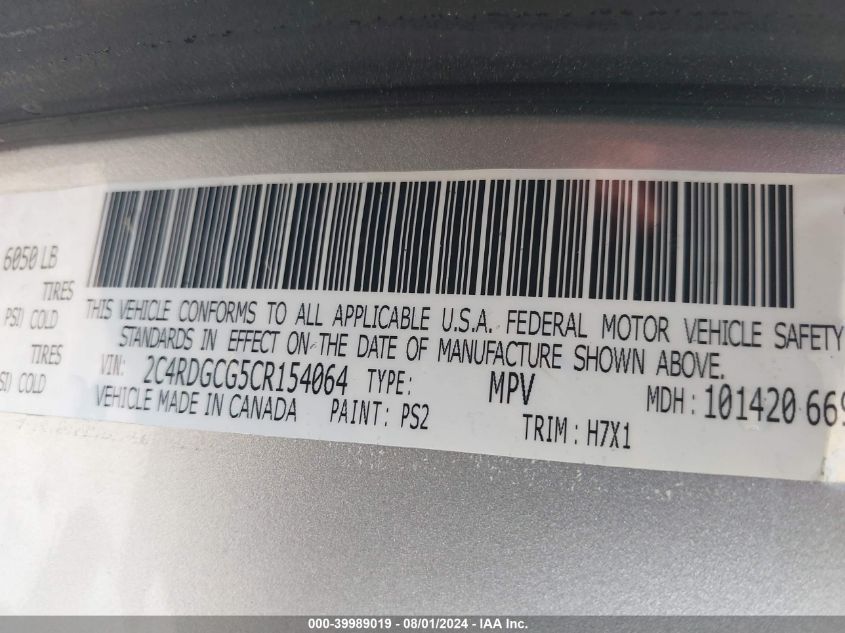 6050 LB
TIRES
PSI) COLD
TIRES
SI) COLD
THIS VEHICLE CONFORMS TO ALL APPLICABLE U.S.A. FEDERAL MOTOR VEHICLE SAFETY
STANDARDS IN EFFECT ON THE DATE OF MANUFACTURE SHOWN ABOVE.
VIN: 2C4RDGCG5CR154064 TYPE: MPV MDH: 101420 669
VEHICLE MADE IN CANADA PAINT: PS2 TRIM: H7X1
000-39989019 - 08/01/2024 - IAA Inc.